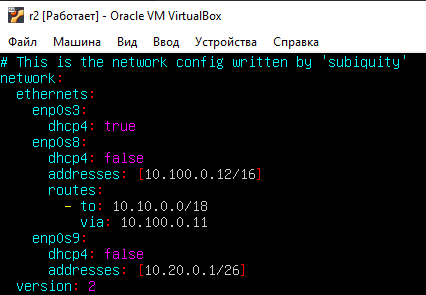 r2 [Работает] - Oracle VM VirtualBox
Файл Машина Вид Ввод Устройства Справка
# This is the network config written by 'subiquity'
network:
  ethernets:
    enp0s3:
      dhcp4: true
    enp0s8:
      dhcp4: false
      addresses: [10.100.0.12/16]
      routes:
        - to: 10.10.0.0/18
          via: 10.100.0.11
    enp0s9:
      dhcp4: false
      addresses: [10.20.0.1/26]
  version: 2